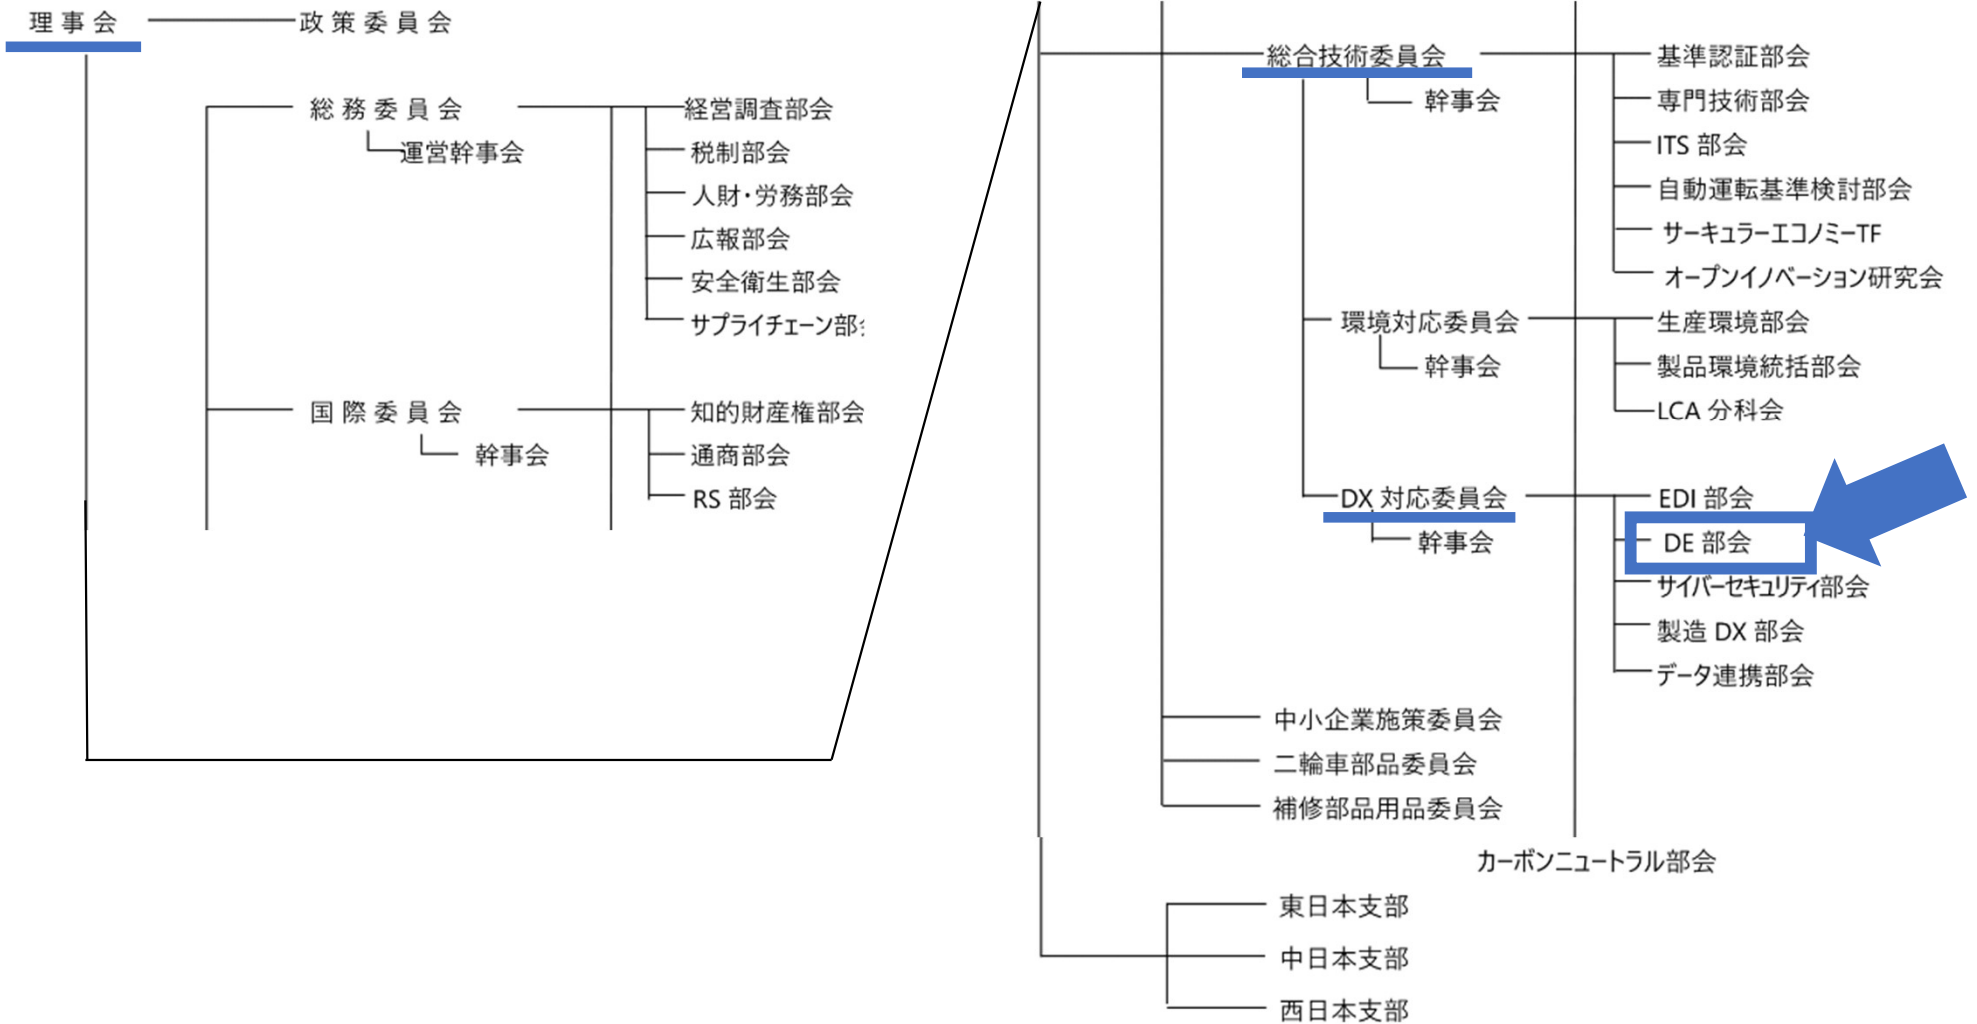 理事会
政策委員会
総務委員会
運営幹事会
経営調査部会
税制部会
人財・労務部会
広報部会
安全衛生部会
サプライチェーン部
国際委員会
幹事会
知的財産権部会
通商部会
RS 部会
総合技術委員会
幹事会
基準認証部会
専門技術部会
ITS 部会
自動運転基準検討部会
サーキュラーエコノミーTF
オープンイノベーション研究会
環境対応委員会
幹事会
生産環境部会
製品環境統括部会
LCA 分科会
DX 対応委員会
幹事会
EDI 部会
DE 部会
サイバーセキュリティ部会
製造 DX 部会
データ連携部会
中小企業施策委員会
二輪車部品委員会
補修部品用品委員会
カーボンニュートラル部会
東日本支部
中日本支部
西日本支部